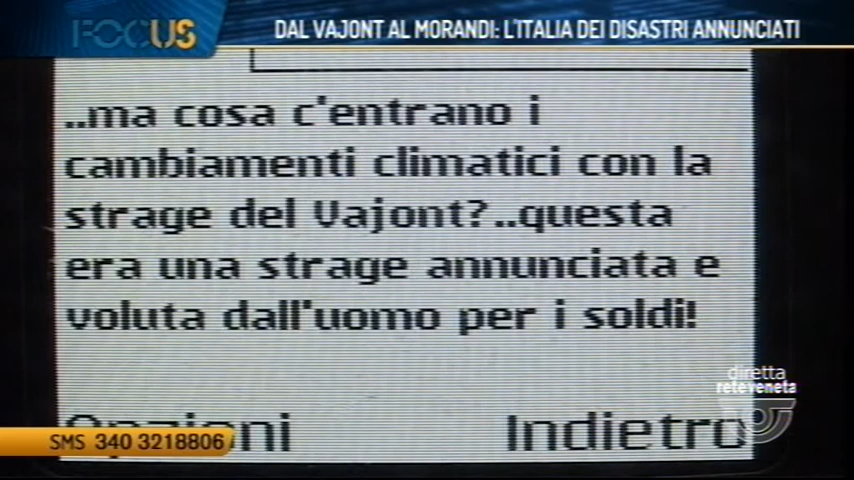 FOCUS
DAL VAJONT AL MORANDI: L'ITALIA DEI DISASTRI ANNUNCIATI
..ma cosa c'entrano i
cambiamenti climatici con la
strage del Vajont?..questa
era una strage annunciata e
voluta dall'uomo per i soldi!
diretta
reteveneta
Opzioni
Indietro
SMS 340 3218806